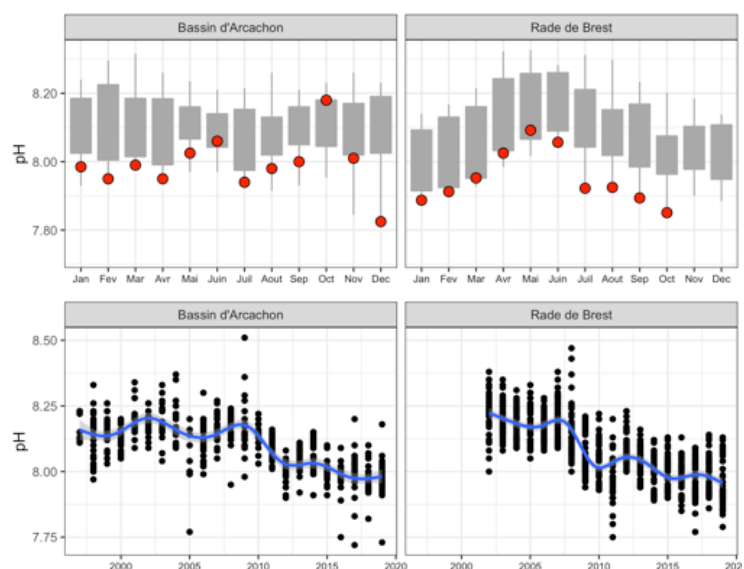 Bassin d'Arcachon Rade de Brest
pH
8.20
8.00
7.80
Jan Fev Mar Avr Mai Juin Juil Aout Sep Oct Nov Dec Jan Fev Mar Avr Mai Juin Juil Aout Sep Oct Nov Dec
Bassin d'Arcachon Rade de Brest
pH
8.50
8.25
8.00
7.75
2000 2005 2010 2015 2020 2000 2005 2010 2015 202